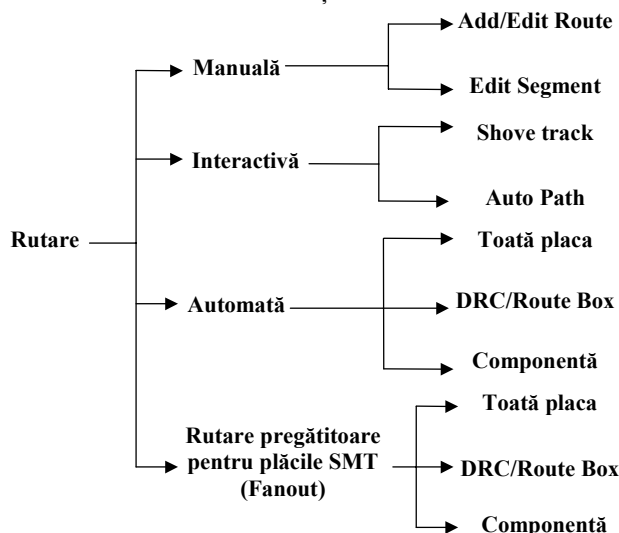 Add/Edit Route
Manuală
Edit Segment
Shove track
Interactivă
Auto Path
Rutare
Toată placa
Automată
DRC/Route Box
Componentă
Toată placa
Rutare pregătitoare
pentru plăcile SMT
(Fanout)
DRC/Route Box
Componentă